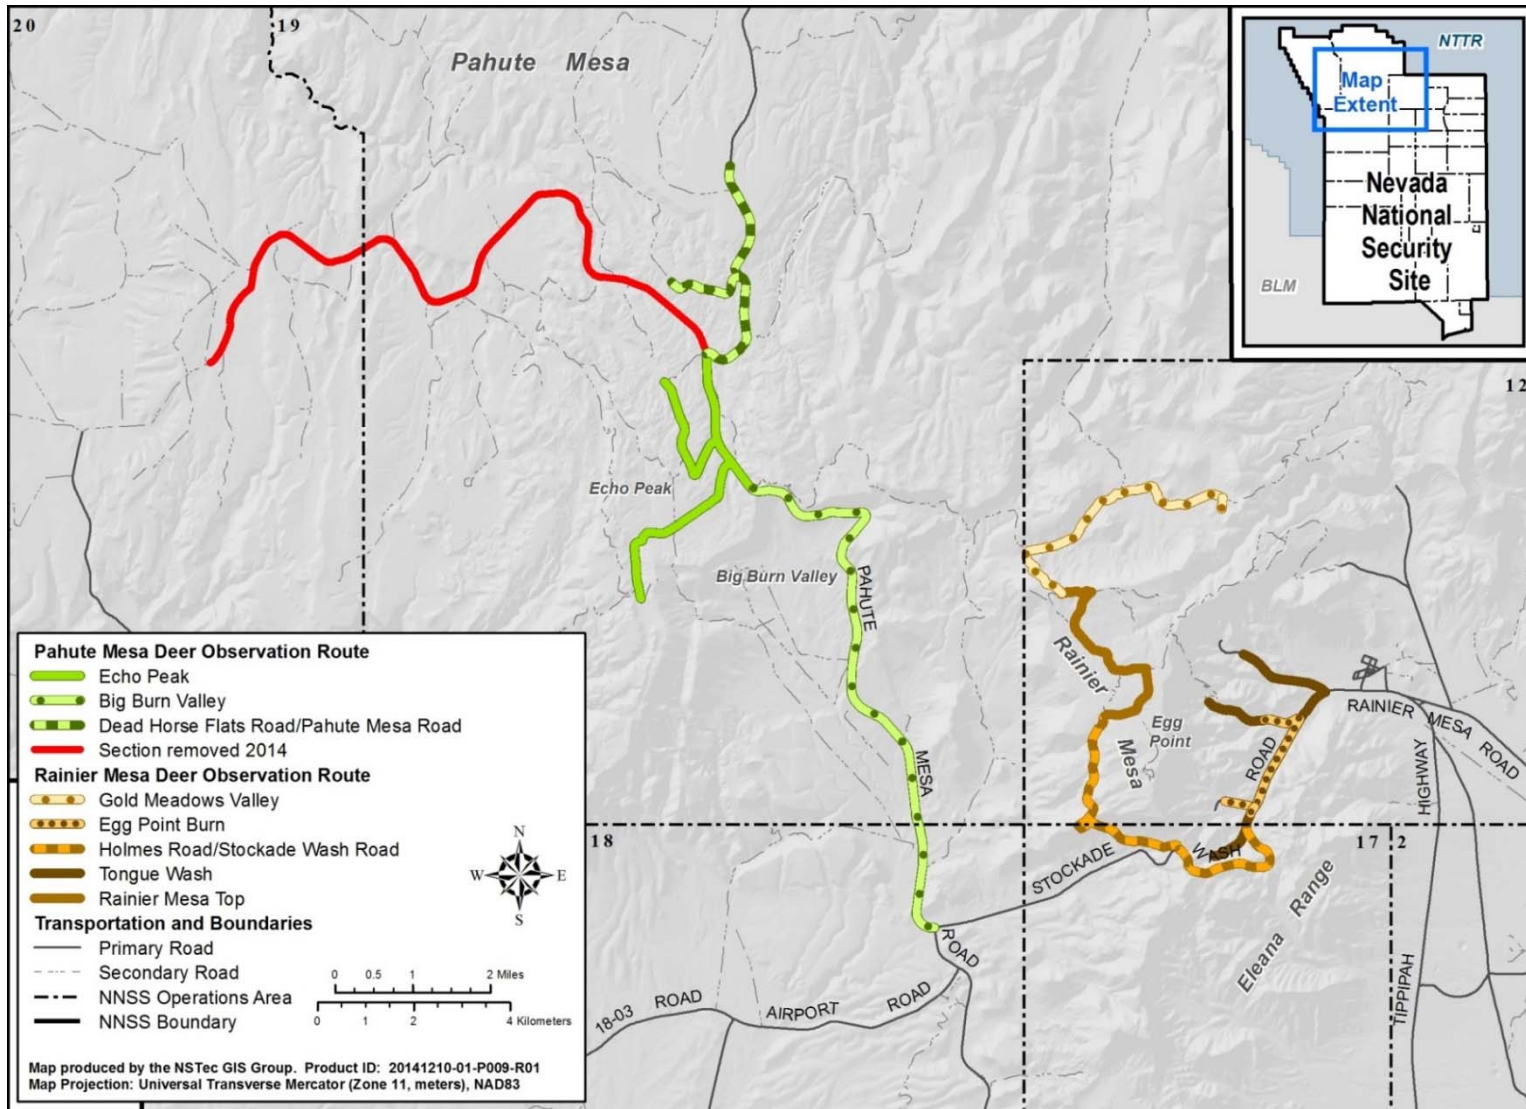 20
19
Pahute Mesa
NTTR
Map
Extent
Nevada
National
Security
Site
BLM
12
Echo Peak
Big Burn Valley
PAHUTE
MESA
ROAD
Rainier
Mesa
Egg
Point
RAINIER MESA ROAD
ROAD
HIGHWAY
TIPPIPAH
18
17
2
STOCKADE
WASH
Eleana Range
18-03 ROAD
AIRPORT ROAD
Pahute Mesa Deer Observation Route
Echo Peak
Big Burn Valley
Dead Horse Flats Road/Pahute Mesa Road
Section removed 2014
Rainier Mesa Deer Observation Route
Gold Meadows Valley
Egg Point Burn
Holmes Road/Stockade Wash Road
Tongue Wash
Rainier Mesa Top
Transportation and Boundaries
Primary Road
Secondary Road
NNSS Operations Area
NNSS Boundary
N
W E
S
0 0.5 1 2 Miles
0 1 2 4 Kilometers
Map produced by the NSTec GIS Group. Product ID: 20141210-01-P009-R01
Map Projection: Universal Transverse Mercator (Zone 11, meters), NAD83